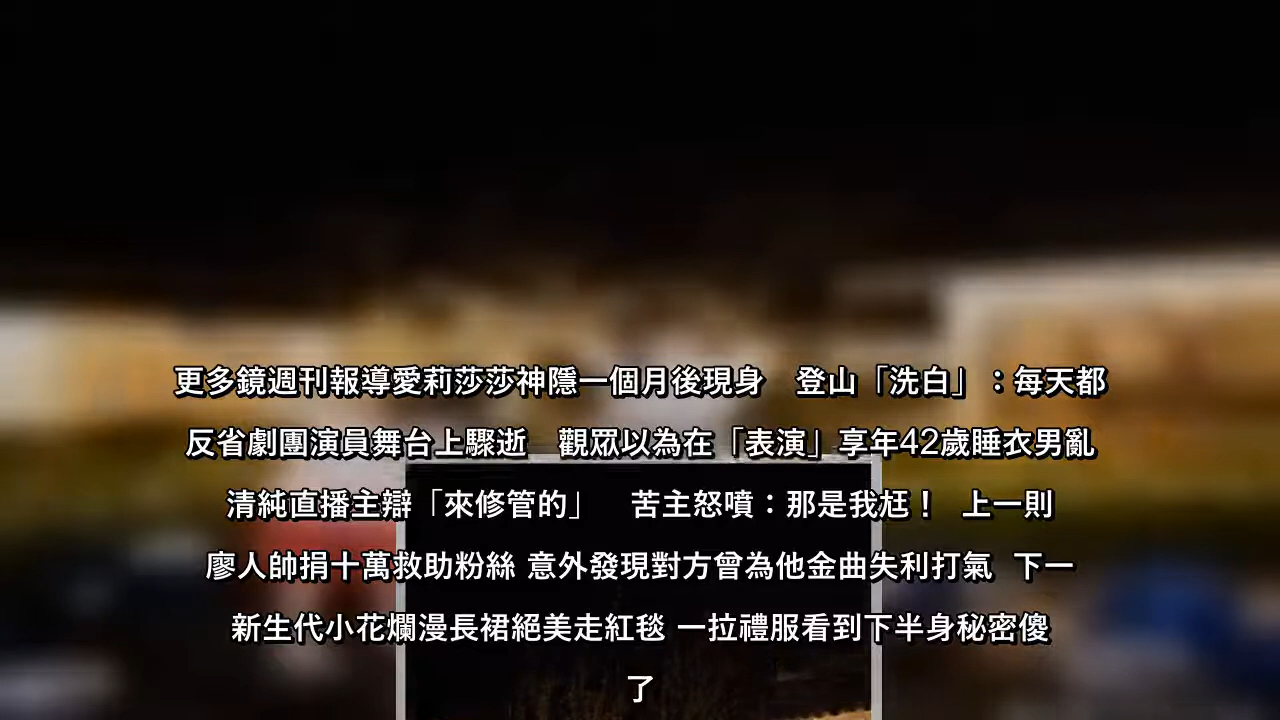 更多鏡週刊報導愛莉莎莎神隱一個月後現身　登山「洗白」：每天都
反省劇團演員舞台上驟逝　觀眾以為在「表演」享年42歲睡衣男亂
清純直播主辯「來修管的」　苦主怒噴：那是我尪！ 上一則
廖人帥捐十萬救助粉絲 意外發現對方曾為他金曲失利打氣 下一
新生代小花爛漫長裙絕美走紅毯 一拉禮服看到下半身秘密傻
了